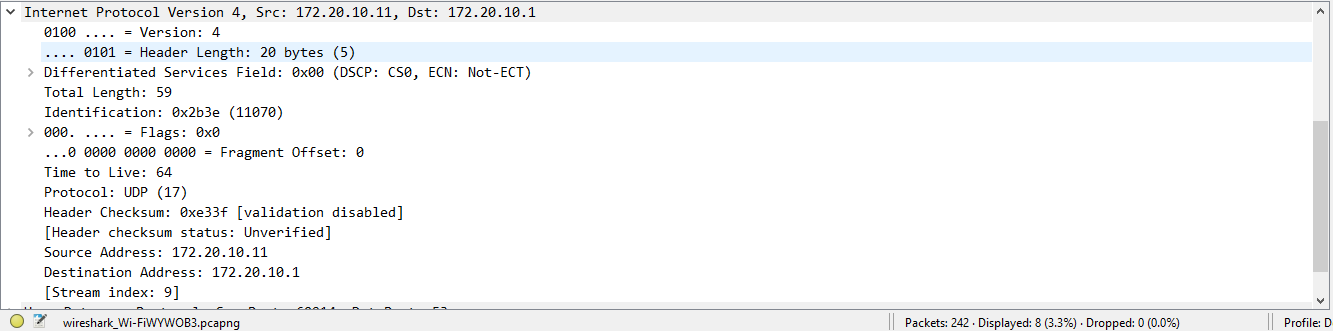 Internet Protocol Version 4, Src: 172.20.10.11, Dst: 172.20.10.1
0100 .... = Version: 4
.... 0101 = Header Length: 20 bytes (5)
Differentiated Services Field: 0x00 (DSCP: CS0, ECN: Not-ECT)
Total Length: 59
Identification: 0x2b3e (11070)
000. .... = Flags: 0x0
...0 0000 0000 0000 = Fragment Offset: 0
Time to Live: 64
Protocol: UDP (17)
Header Checksum: 0xe33f [validation disabled]
[Header checksum status: Unverified]
Source Address: 172.20.10.11
Destination Address: 172.20.10.1
[Stream index: 9]
wireshark_Wi-FiWYWOB3.pcapng
Packets: 242 · Displayed: 8 (3.3%) · Dropped: 0 (0.0%)
Profile: D